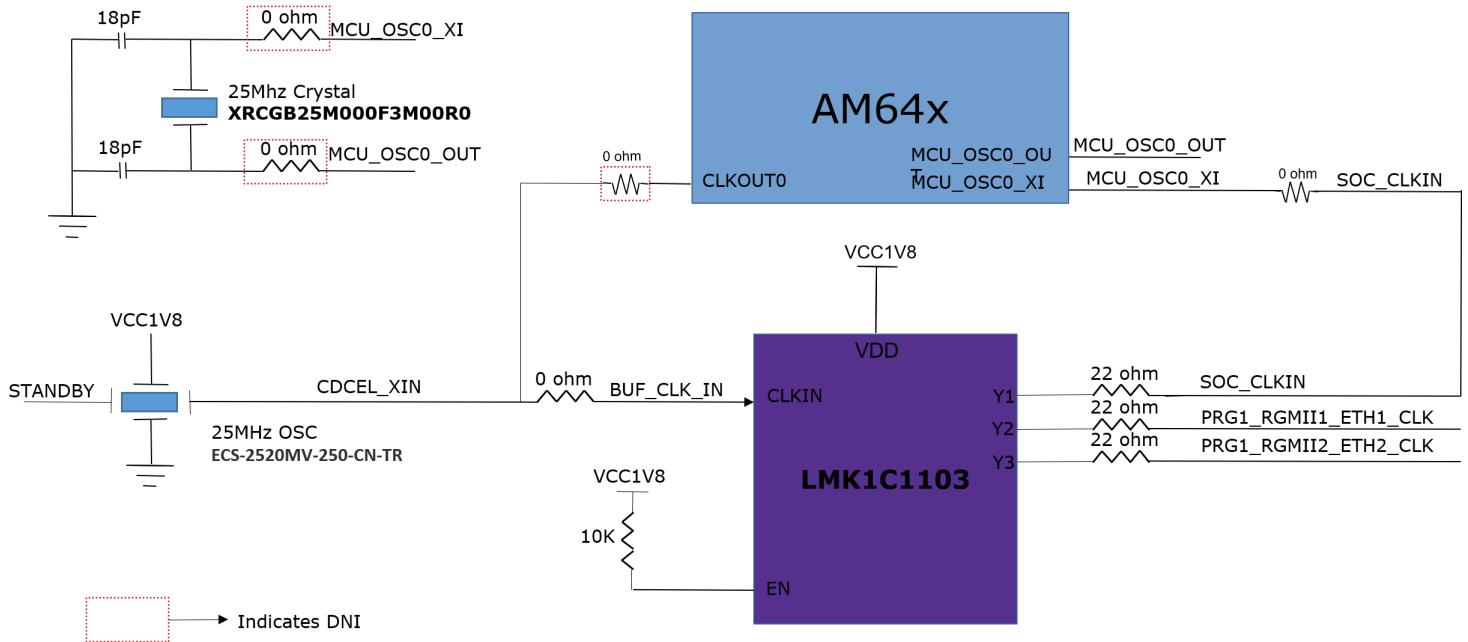 18pF
0 ohm
MCU_OSC0_XI
25Mhz Crystal
XRCGB25M000F3M00R0
18pF
0 ohm
MCU_OSC0_OUT
AM64x
0 ohm
CLKOUT0
MCU_OSC0_OU
T
MCU_OSC0_XI
MCU_OSC0_OUT
MCU_OSC0_XI
0 ohm
SOC_CLKIN
VCC1V8
VCC1V8
STANDBY
CDCEL_XIN
25MHz OSC
ECS-2520MV-250-CN-TR
0 ohm
BUF_CLK_IN
VDD
CLKIN
LMK1C1103
Y1
22 ohm
SOC_CLKIN
Y2
22 ohm
PRG1_RGMII1_ETH1_CLK
Y3
22 ohm
PRG1_RGMII2_ETH2_CLK
VCC1V8
10K
EN
Indicates DNI